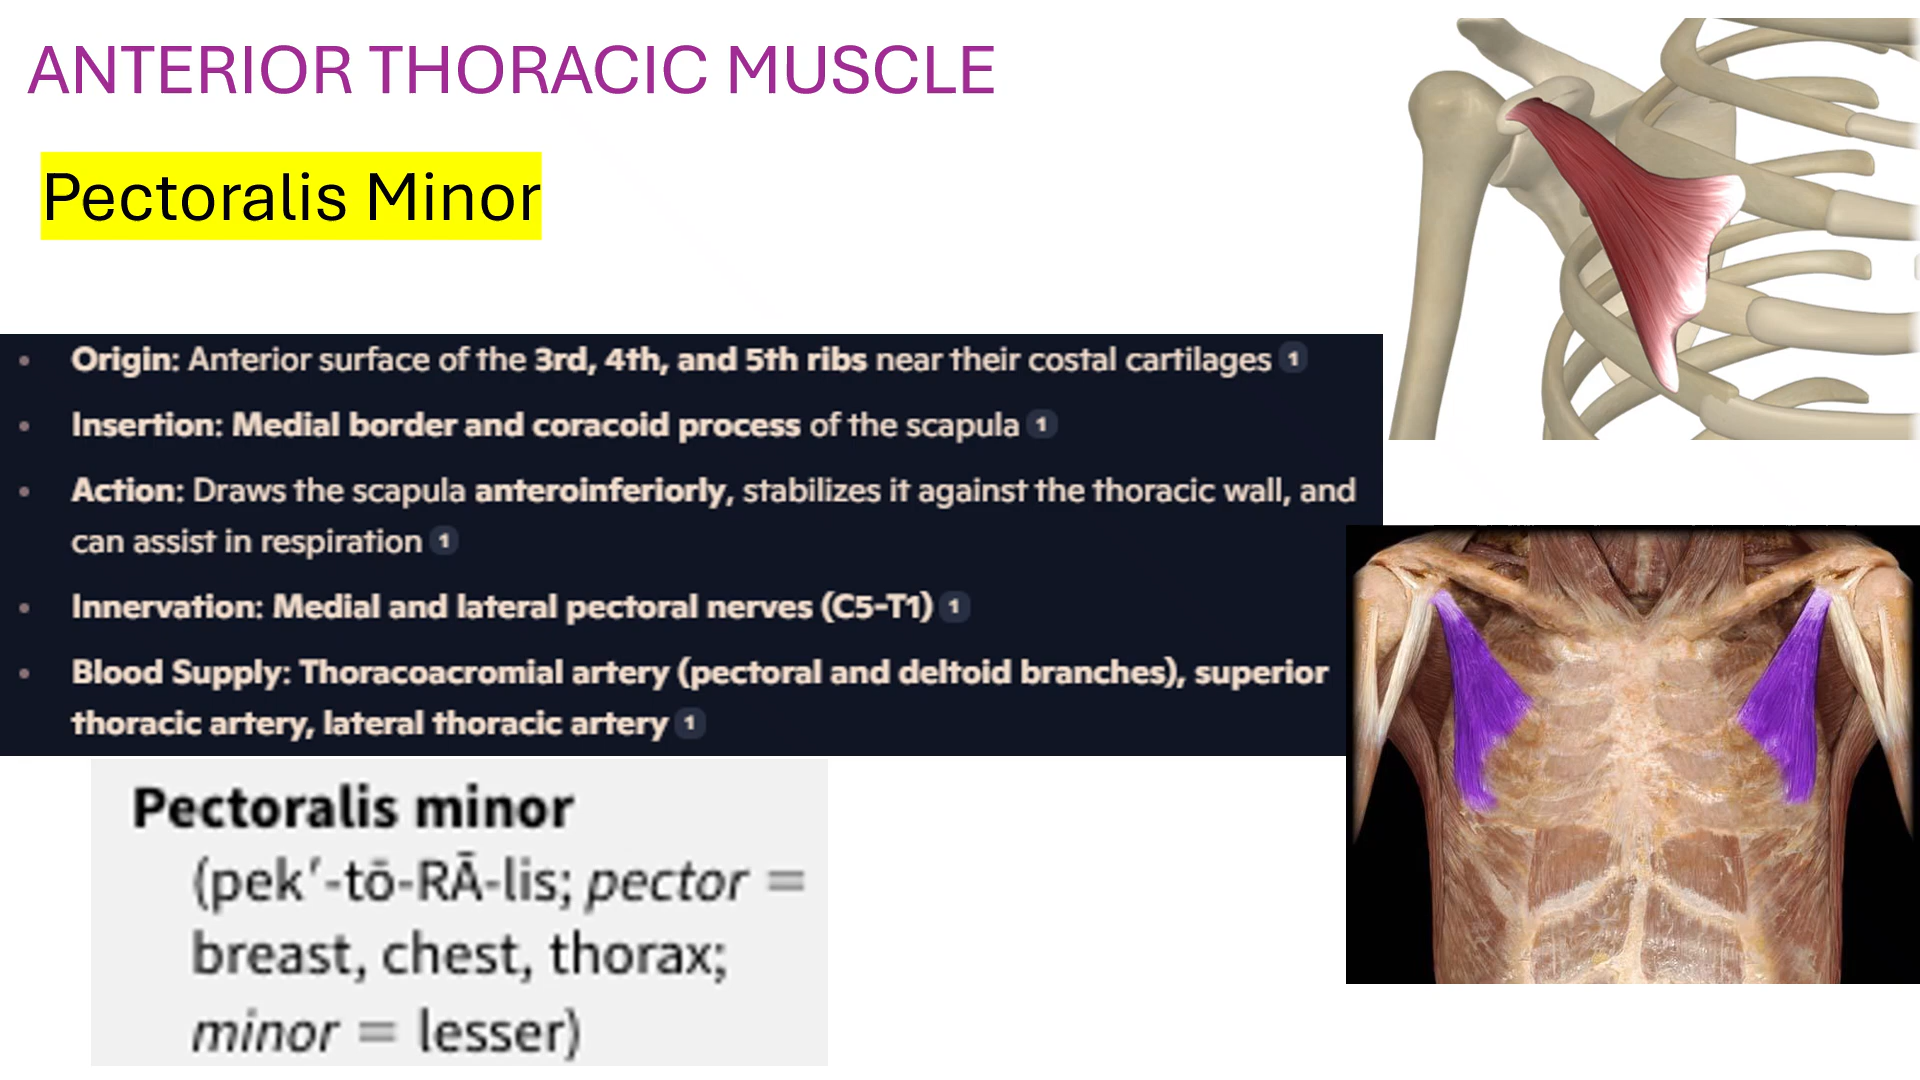 ANTERIOR THORACIC MUSCLE
Pectoralis Minor
• Origin: Anterior surface of the 3rd, 4th, and 5th ribs near their costal cartilages 1
• Insertion: Medial border and coracoid process of the scapula 1
• Action: Draws the scapula anteroinferiorly, stabilizes it against the thoracic wall, and
can assist in respiration 1
• Innervation: Medial and lateral pectoral nerves (C5-T1) 1
• Blood Supply: Thoracoacromial artery (pectoral and deltoid branches), superior
thoracic artery, lateral thoracic artery 1
Pectoralis minor
(pek′-tō-RĀ-lis; pector =
breast, chest, thorax;
minor = lesser)